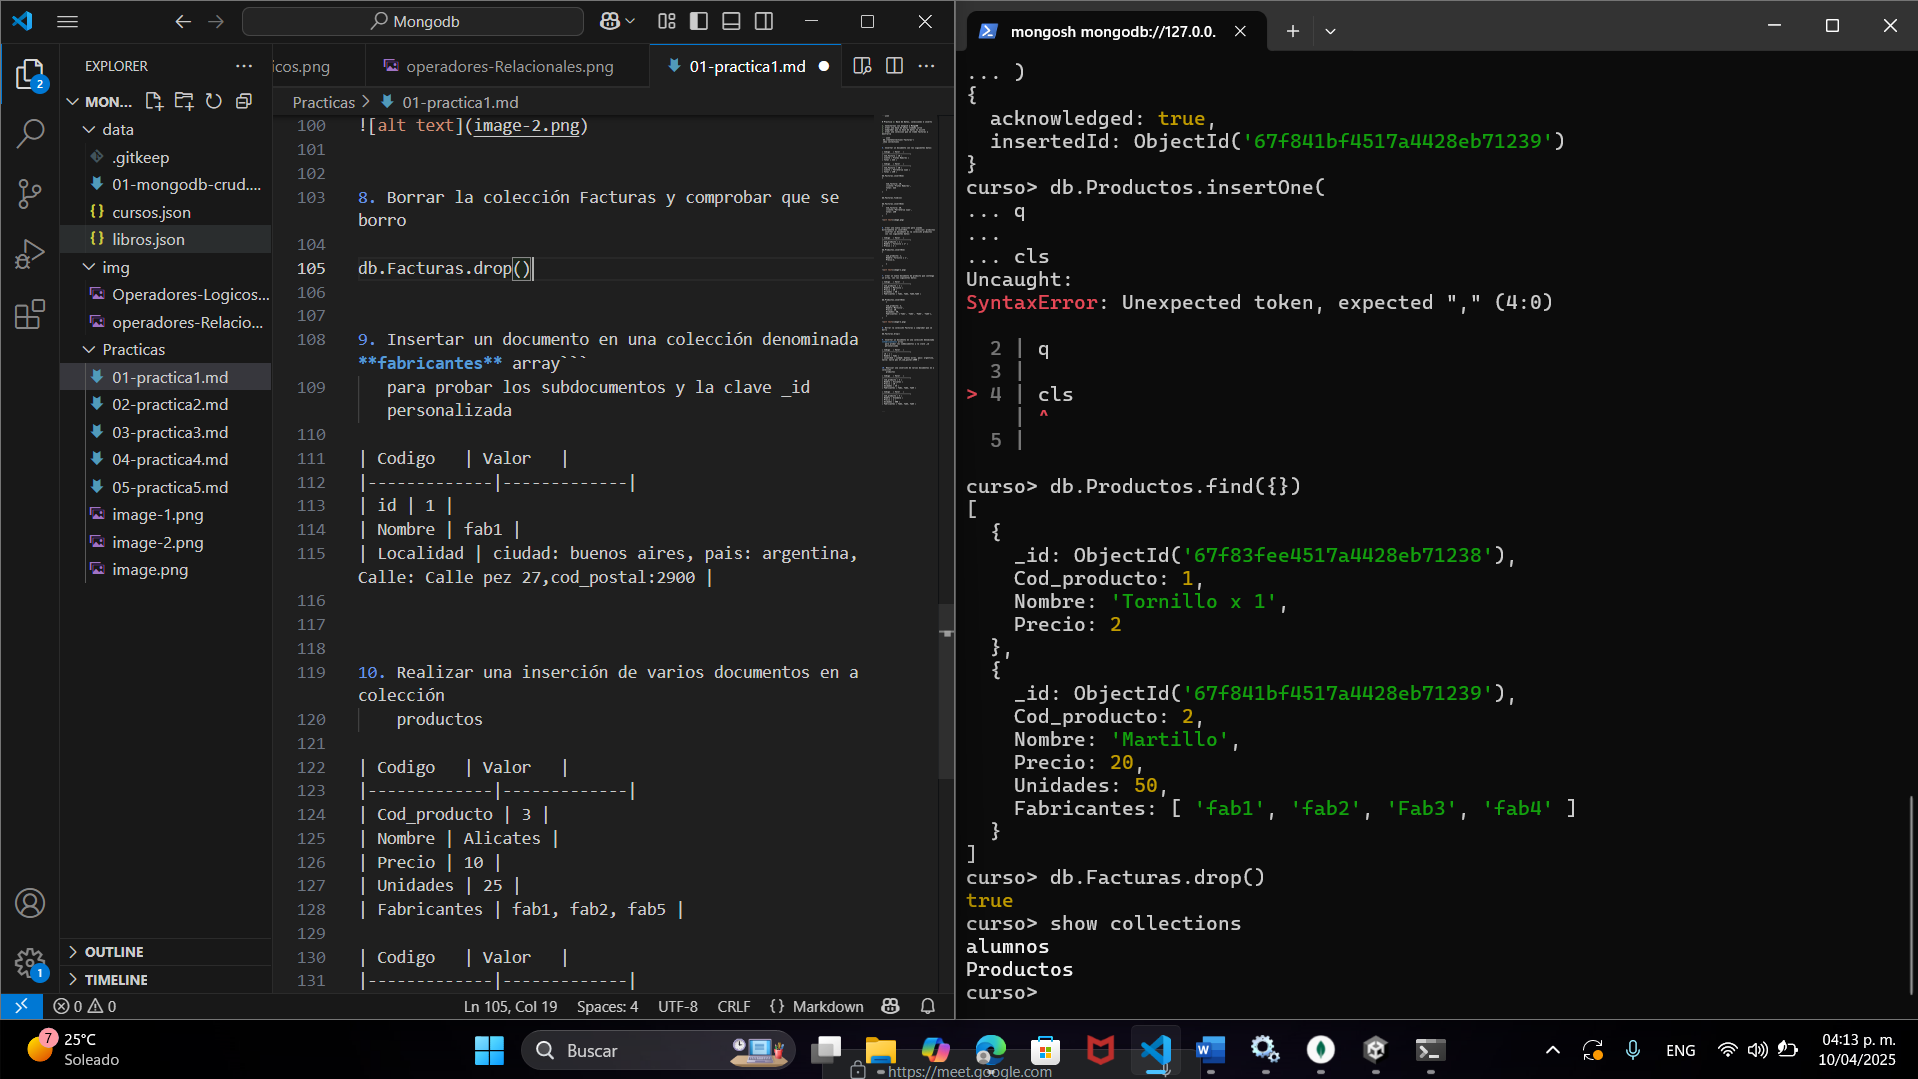 Mongodb
EXPLORER
MON...
data
.gitkeep
01-mongodb-crud....
cursos.json
libros.json
img
Operadores-Logicos...
operadores-Relacio...
Practicas
01-practica1.md
02-practica2.md
03-practica3.md
04-practica4.md
05-practica5.md
image-1.png
image-2.png
image.png
OUTLINE
TIMELINE
2
1
icos.png
operadores-Relacionales.png
01-practica1.md
Practicas > 01-practica1.md
100 ![alt text](image-2.png)
101
102
103 8. Borrar la colección Facturas y comprobar que se
borro
104
105 db.Facturas.drop()
106
107
108 9. Insertar un documento en una colección denominada
**fabricantes** array```
109 para probar los subdocumentos y la clave _id
personalizada
110
111 | Codigo | Valor |
112 |-------------|-------------|
113 | id | 1 |
114 | Nombre | fab1 |
115 | Localidad | ciudad: buenos aires, pais: argentina,
Calle: Calle pez 27,cod_postal:2900 |
116
117
118
119 10. Realizar una inserción de varios documentos en a
colección
120 productos
121
122 | Codigo | Valor |
123 |-------------|-------------|
124 | Cod_producto | 3 |
125 | Nombre | Alicates |
126 | Precio | 10 |
127 | Unidades | 25 |
128 | Fabricantes | fab1, fab2, fab5 |
129
130 | Codigo | Valor |
131 |-------------|-------------|
0 0
Ln 105, Col 19 Spaces: 4 UTF-8 CRLF {} Markdown
mongosh mongodb://127.0.0.
... )
{
acknowledged: true,
insertedId: ObjectId('67f841bf4517a4428eb71239')
}
curso> db.Productos.insertOne(
... q
...
... cls
Uncaught:
SyntaxError: Unexpected token, expected "," (4:0)
2 | q
3 |
> 4 | cls
| ^
5 |
curso> db.Productos.find({})
[
{
_id: ObjectId('67f83fee4517a4428eb71238'),
Cod_producto: 1,
Nombre: 'Tornillo x 1',
Precio: 2
},
{
_id: ObjectId('67f841bf4517a4428eb71239'),
Cod_producto: 2,
Nombre: 'Martillo',
Precio: 20,
Unidades: 50,
Fabricantes: [ 'fab1', 'fab2', 'Fab3', 'fab4' ]
}
]
curso> db.Facturas.drop()
true
curso> show collections
alumnos
Productos
curso>
7
25°C
Soleado
Buscar
https://meet.google.com
ENG
04:13 p. m.
10/04/2025